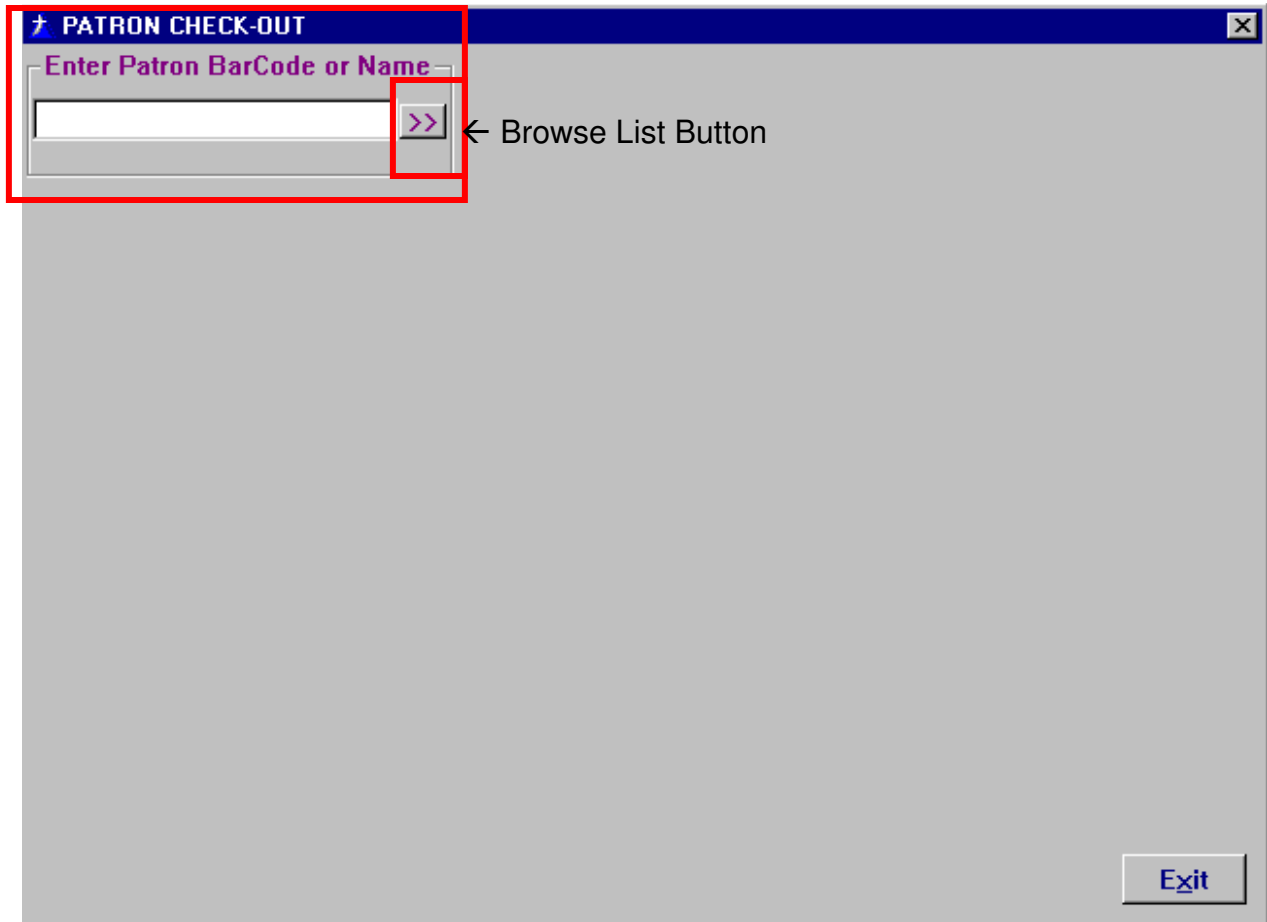 PATRON CHECK-OUT
Enter Patron BarCode or Name
>>
← Browse List Button
Exit